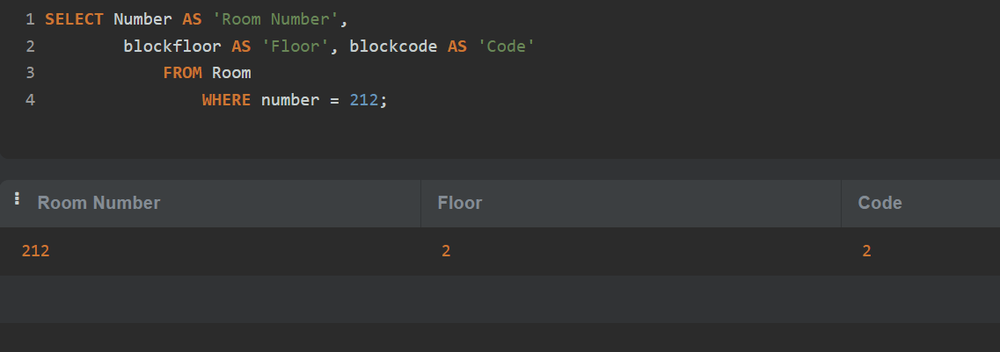 1 SELECT Number AS 'Room Number',
2 blockfloor AS 'Floor', blockcode AS 'Code'
3 FROM Room
4 WHERE number = 212;
Room Number Floor Code
212 2 2